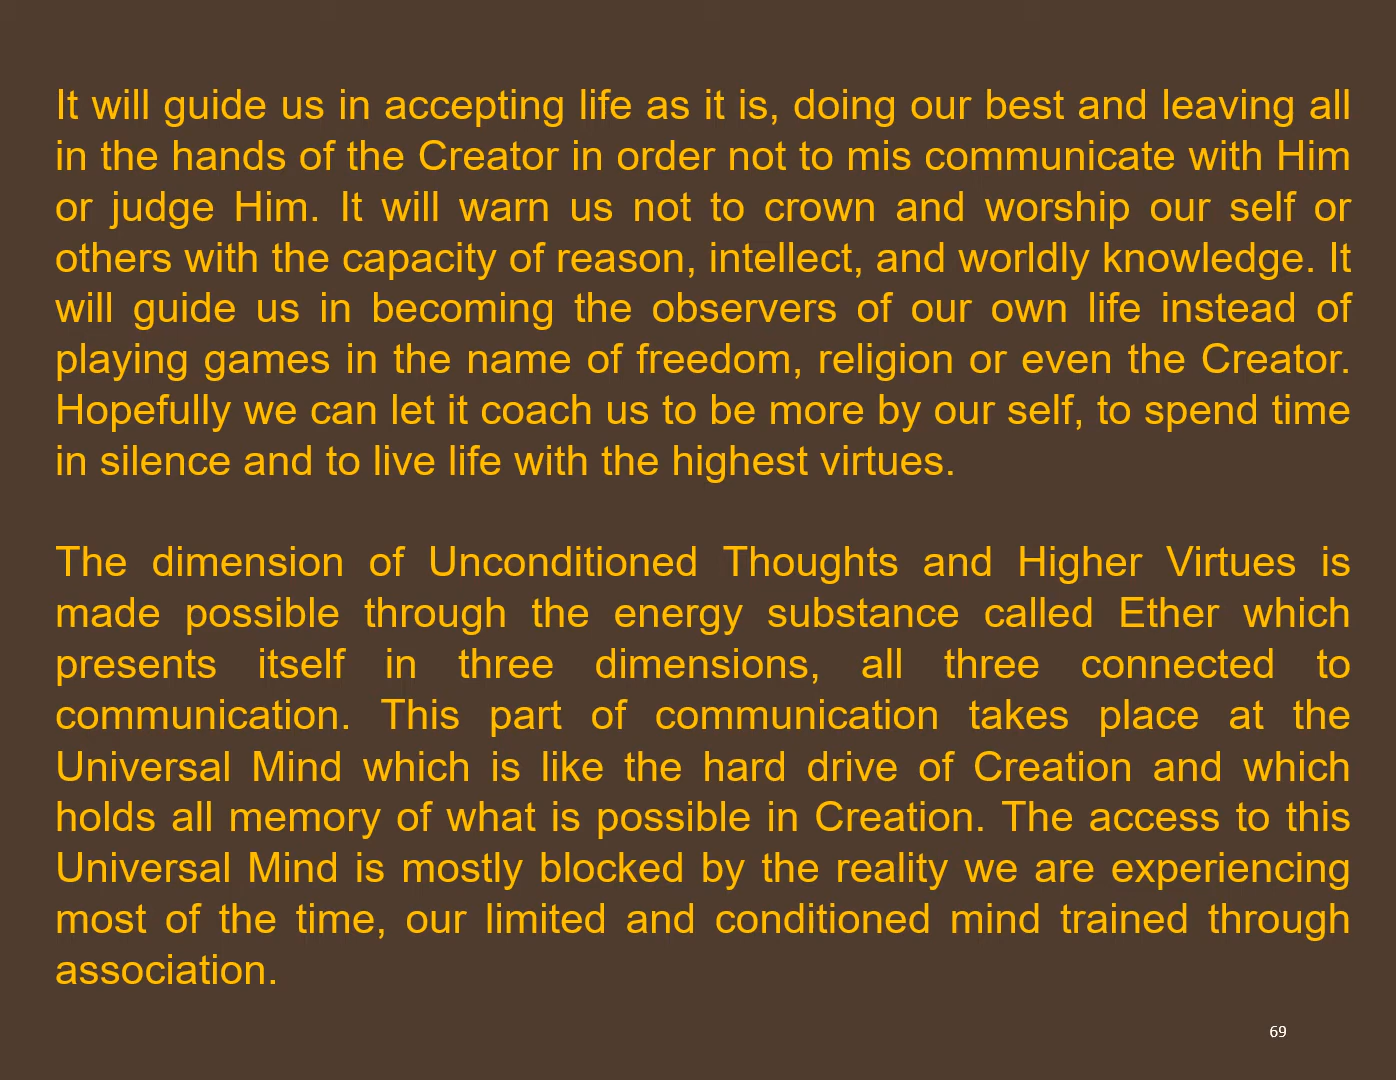 It will guide us in accepting life as it is, doing our best and leaving all
in the hands of the Creator in order not to mis communicate with Him
or judge Him. It will warn us not to crown and worship our self or
others with the capacity of reason, intellect, and worldly knowledge. It
will guide us in becoming the observers of our own life instead of
playing games in the name of freedom, religion or even the Creator.
Hopefully we can let it coach us to be more by our self, to spend time
in silence and to live life with the highest virtues.
The dimension of Unconditioned Thoughts and Higher Virtues is
made possible through the energy substance called Ether which
presents itself in three dimensions, all three connected to
communication. This part of communication takes place at the
Universal Mind which is like the hard drive of Creation and which
holds all memory of what is possible in Creation. The access to this
Universal Mind is mostly blocked by the reality we are experiencing
most of the time, our limited and conditioned mind trained through
association.
69